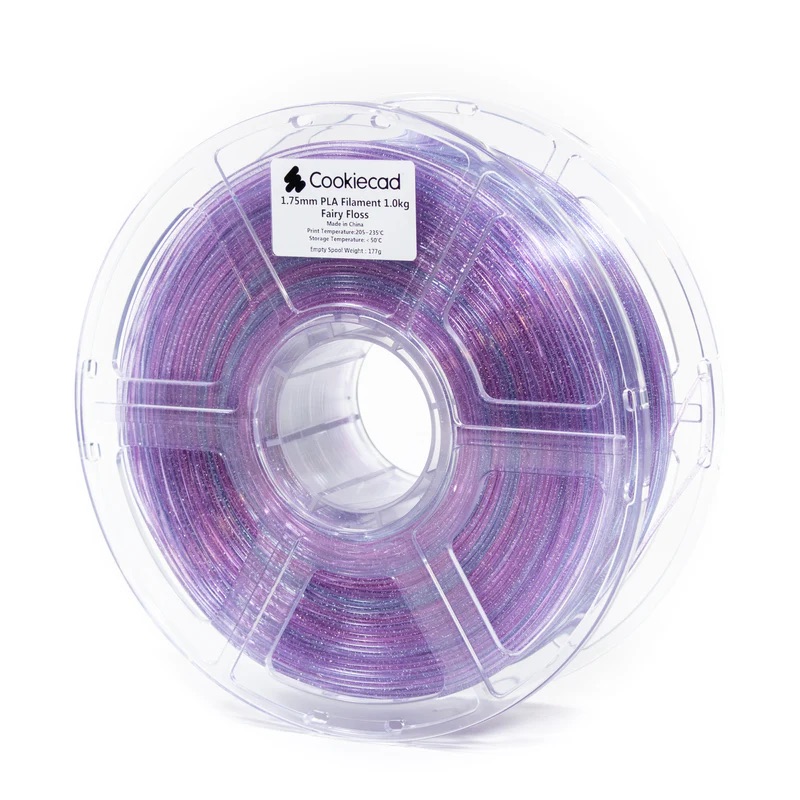 Cookiecad
1.75mm PLA Filament 1.0kg
Fairy Floss
Made in China
Print Temperature:205-235℃
Storage Temperature: < 50℃
Empty Spool Weight : 177g